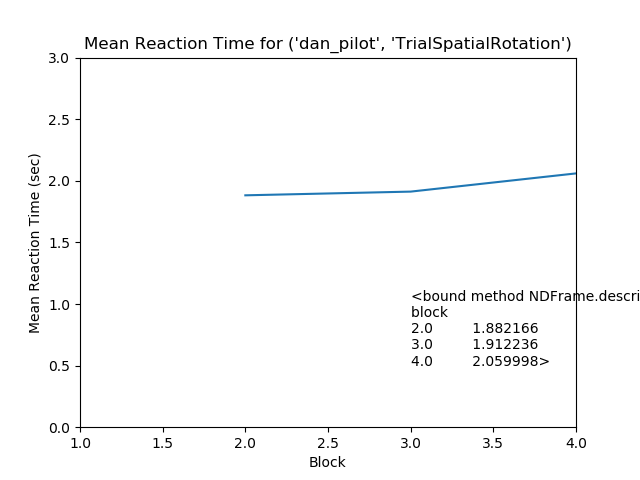 Mean Reaction Time for ('dan_pilot', 'TrialSpatialRotation')
3.0
2.5
2.0
1.5
1.0
0.5
0.0
Mean Reaction Time (sec)
<bound method NDFrame.descri
block
2.0 1.882166
3.0 1.912236
4.0 2.059998>
1.0 1.5 2.0 2.5 3.0 3.5 4.0
Block